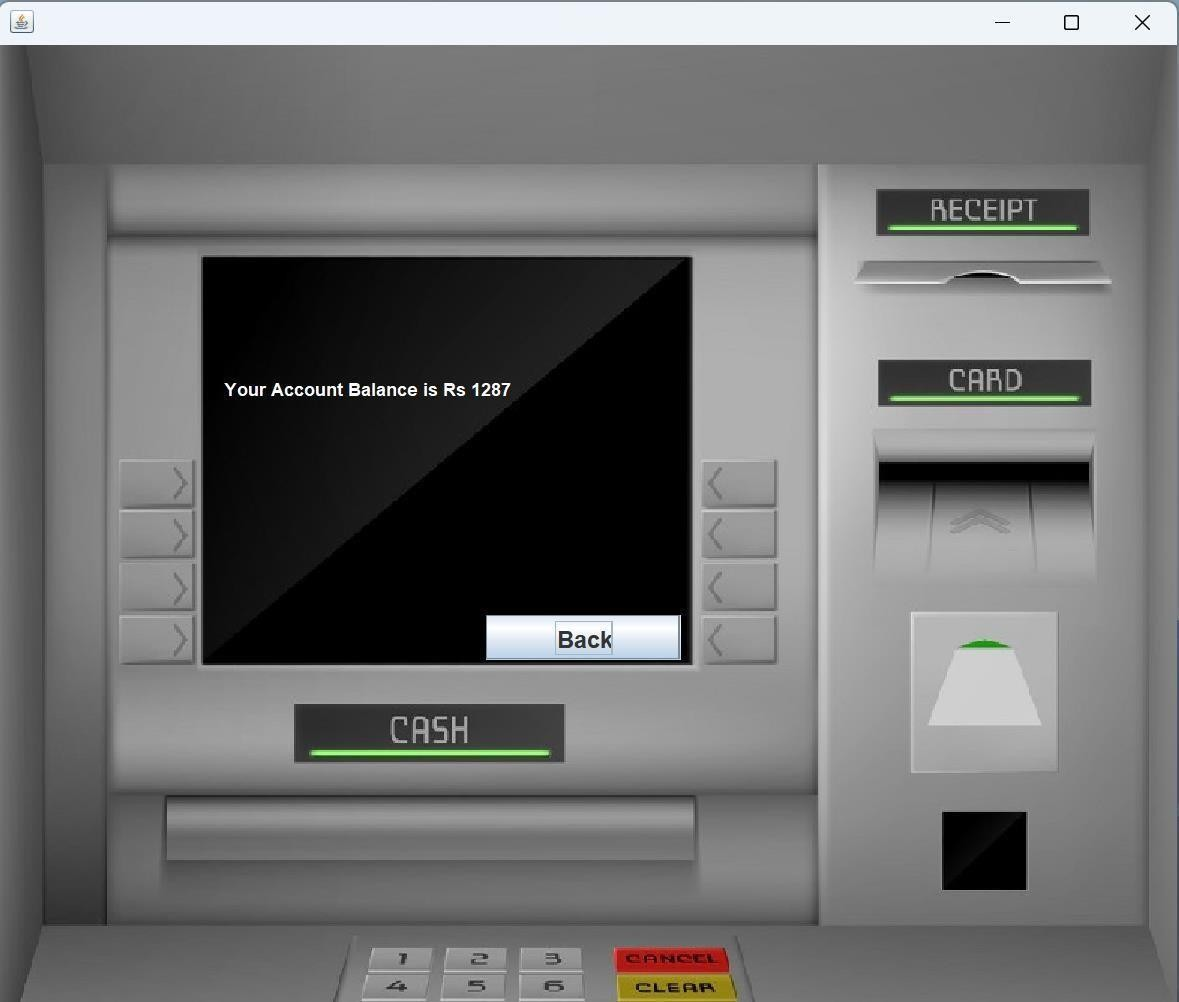 RECEIPT
CARD
Your Account Balance is Rs 1287
Back
CASH
1 2 3 CANCEL
4 5 6 CLEAR